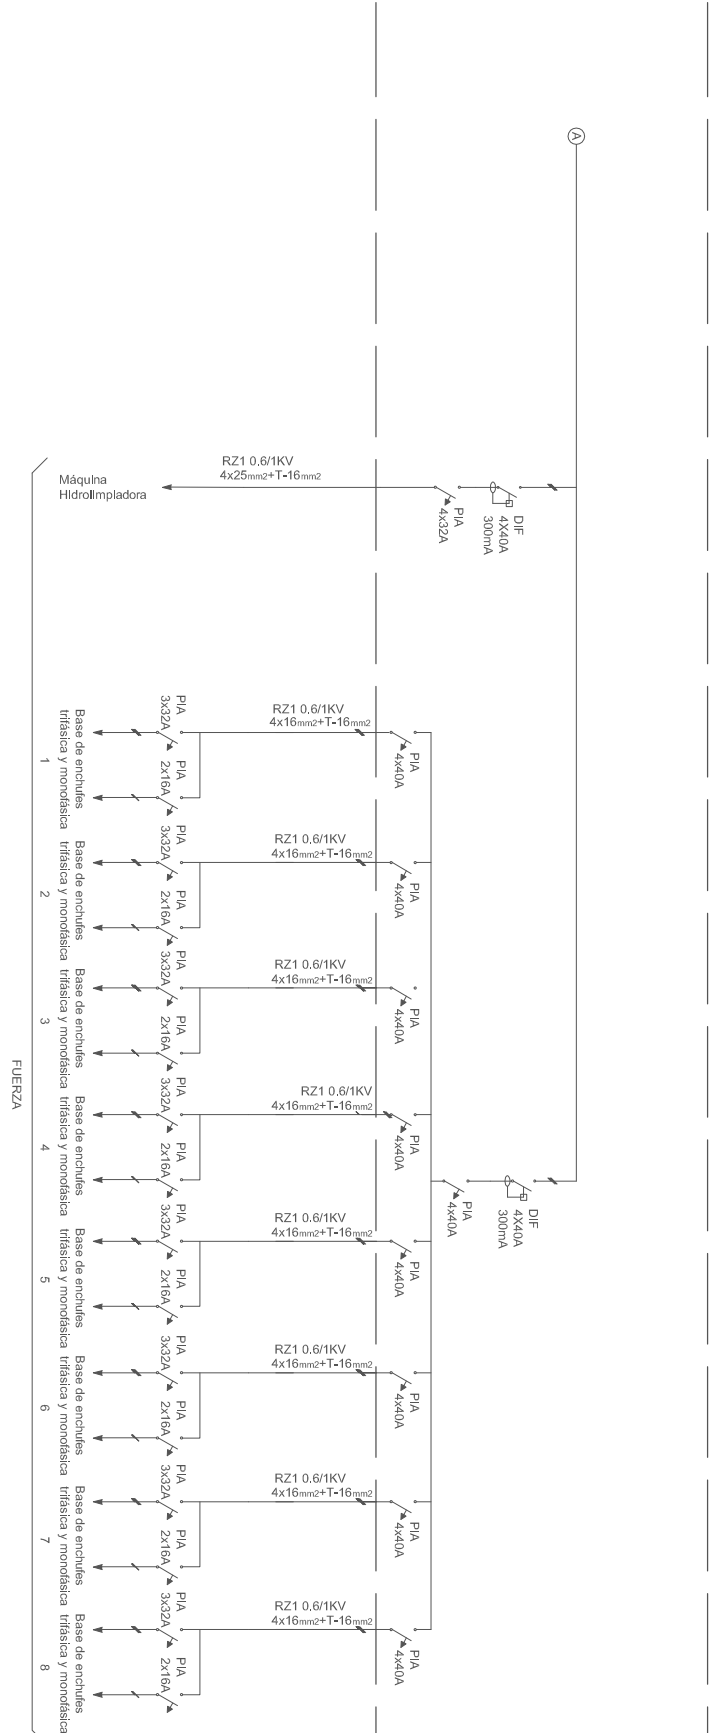 A
RZ1 0,6/1KV
4x25mm2+T-16mm2
Máquina
Hidrolimpiadora
PIA
4x32A
DIF
4X40A
300mA
PIA
3x32A
PIA
2x16A
RZ1 0,6/1KV
4x16mm2+T-16mm2
PIA
4x40A
Base de enchufes
trifásica y monofásica
1
PIA
3x32A
PIA
2x16A
RZ1 0,6/1KV
4x16mm2+T-16mm2
PIA
4x40A
Base de enchufes
trifásica y monofásica
2
PIA
3x32A
PIA
2x16A
RZ1 0,6/1KV
4x16mm2+T-16mm2
PIA
4x40A
Base de enchufes
trifásica y monofásica
3
PIA
3x32A
PIA
2x16A
RZ1 0,6/1KV
4x16mm2+T-16mm2
PIA
4x40A
Base de enchufes
trifásica y monofásica
4
PIA
4x40A
DIF
4X40A
300mA
PIA
3x32A
PIA
2x16A
RZ1 0,6/1KV
4x16mm2+T-16mm2
PIA
4x40A
Base de enchufes
trifásica y monofásica
5
PIA
3x32A
PIA
2x16A
RZ1 0,6/1KV
4x16mm2+T-16mm2
PIA
4x40A
Base de enchufes
trifásica y monofásica
6
PIA
3x32A
PIA
2x16A
RZ1 0,6/1KV
4x16mm2+T-16mm2
PIA
4x40A
Base de enchufes
trifásica y monofásica
7
PIA
3x32A
PIA
2x16A
RZ1 0,6/1KV
4x16mm2+T-16mm2
PIA
4x40A
Base de enchufes
trifásica y monofásica
8
FUERZA